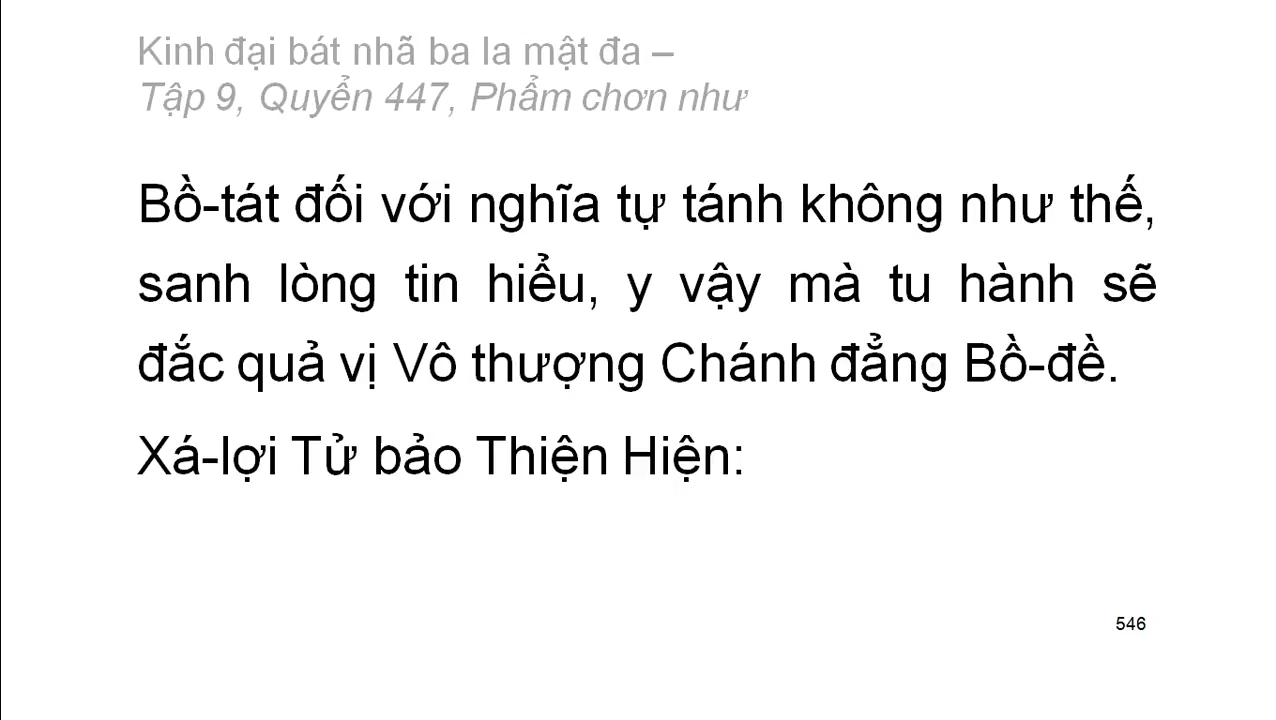 Kinh đại bát nhã ba la mật đa –
Tập 9, Quyển 447, Phẩm chơn như
Bồ-tát đối với nghĩa tự tánh không như thế,
sanh lòng tin hiểu, y vậy mà tu hành sẽ
đắc quả vị Vô thượng Chánh đẳng Bồ-đề.
Xá-lợi Tử bảo Thiện Hiện:
546